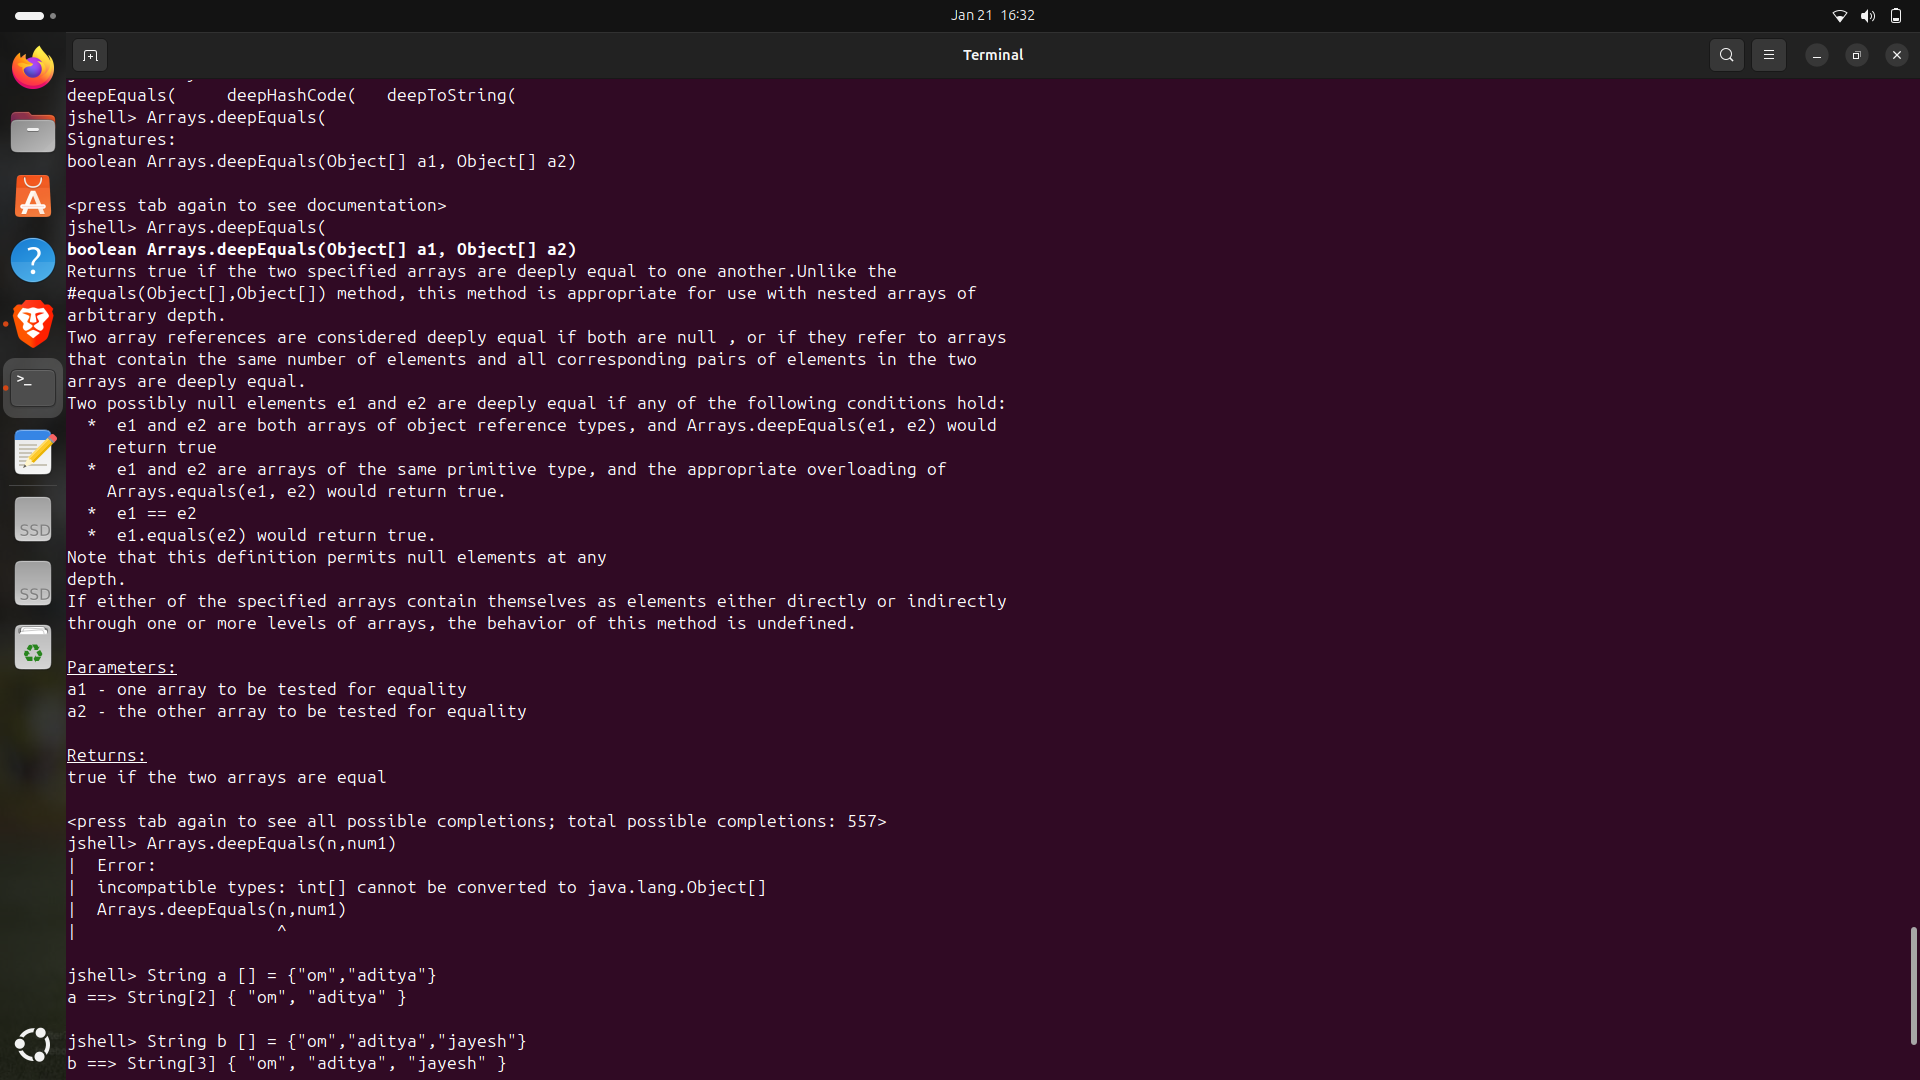 Jan 21 16:32
Terminal
deepEquals( deepHashCode( deepToString(
jshell> Arrays.deepEquals(
Signatures:
boolean Arrays.deepEquals(Object[] a1, Object[] a2)
<press tab again to see documentation>
jshell> Arrays.deepEquals(
boolean Arrays.deepEquals(Object[] a1, Object[] a2)
Returns true if the two specified arrays are deeply equal to one another.Unlike the
#equals(Object[],Object[]) method, this method is appropriate for use with nested arrays of
arbitrary depth.
Two array references are considered deeply equal if both are null , or if they refer to arrays
that contain the same number of elements and all corresponding pairs of elements in the two
arrays are deeply equal.
Two possibly null elements e1 and e2 are deeply equal if any of the following conditions hold:
* e1 and e2 are both arrays of object reference types, and Arrays.deepEquals(e1, e2) would
return true
* e1 and e2 are arrays of the same primitive type, and the appropriate overloading of
Arrays.equals(e1, e2) would return true.
* e1 == e2
* e1.equals(e2) would return true.
Note that this definition permits null elements at any
depth.
If either of the specified arrays contain themselves as elements either directly or indirectly
through one or more levels of arrays, the behavior of this method is undefined.
Parameters:
a1 - one array to be tested for equality
a2 - the other array to be tested for equality
Returns:
true if the two arrays are equal
<press tab again to see all possible completions; total possible completions: 557>
jshell> Arrays.deepEquals(n,num1)
| Error:
| incompatible types: int[] cannot be converted to java.lang.Object[]
| Arrays.deepEquals(n,num1)
| ^
jshell> String a [] = {"om","aditya"}
a ==> String[2] { "om", "aditya" }
jshell> String b [] = {"om","aditya","jayesh"}
b ==> String[3] { "om", "aditya", "jayesh" }
SSD
SSD